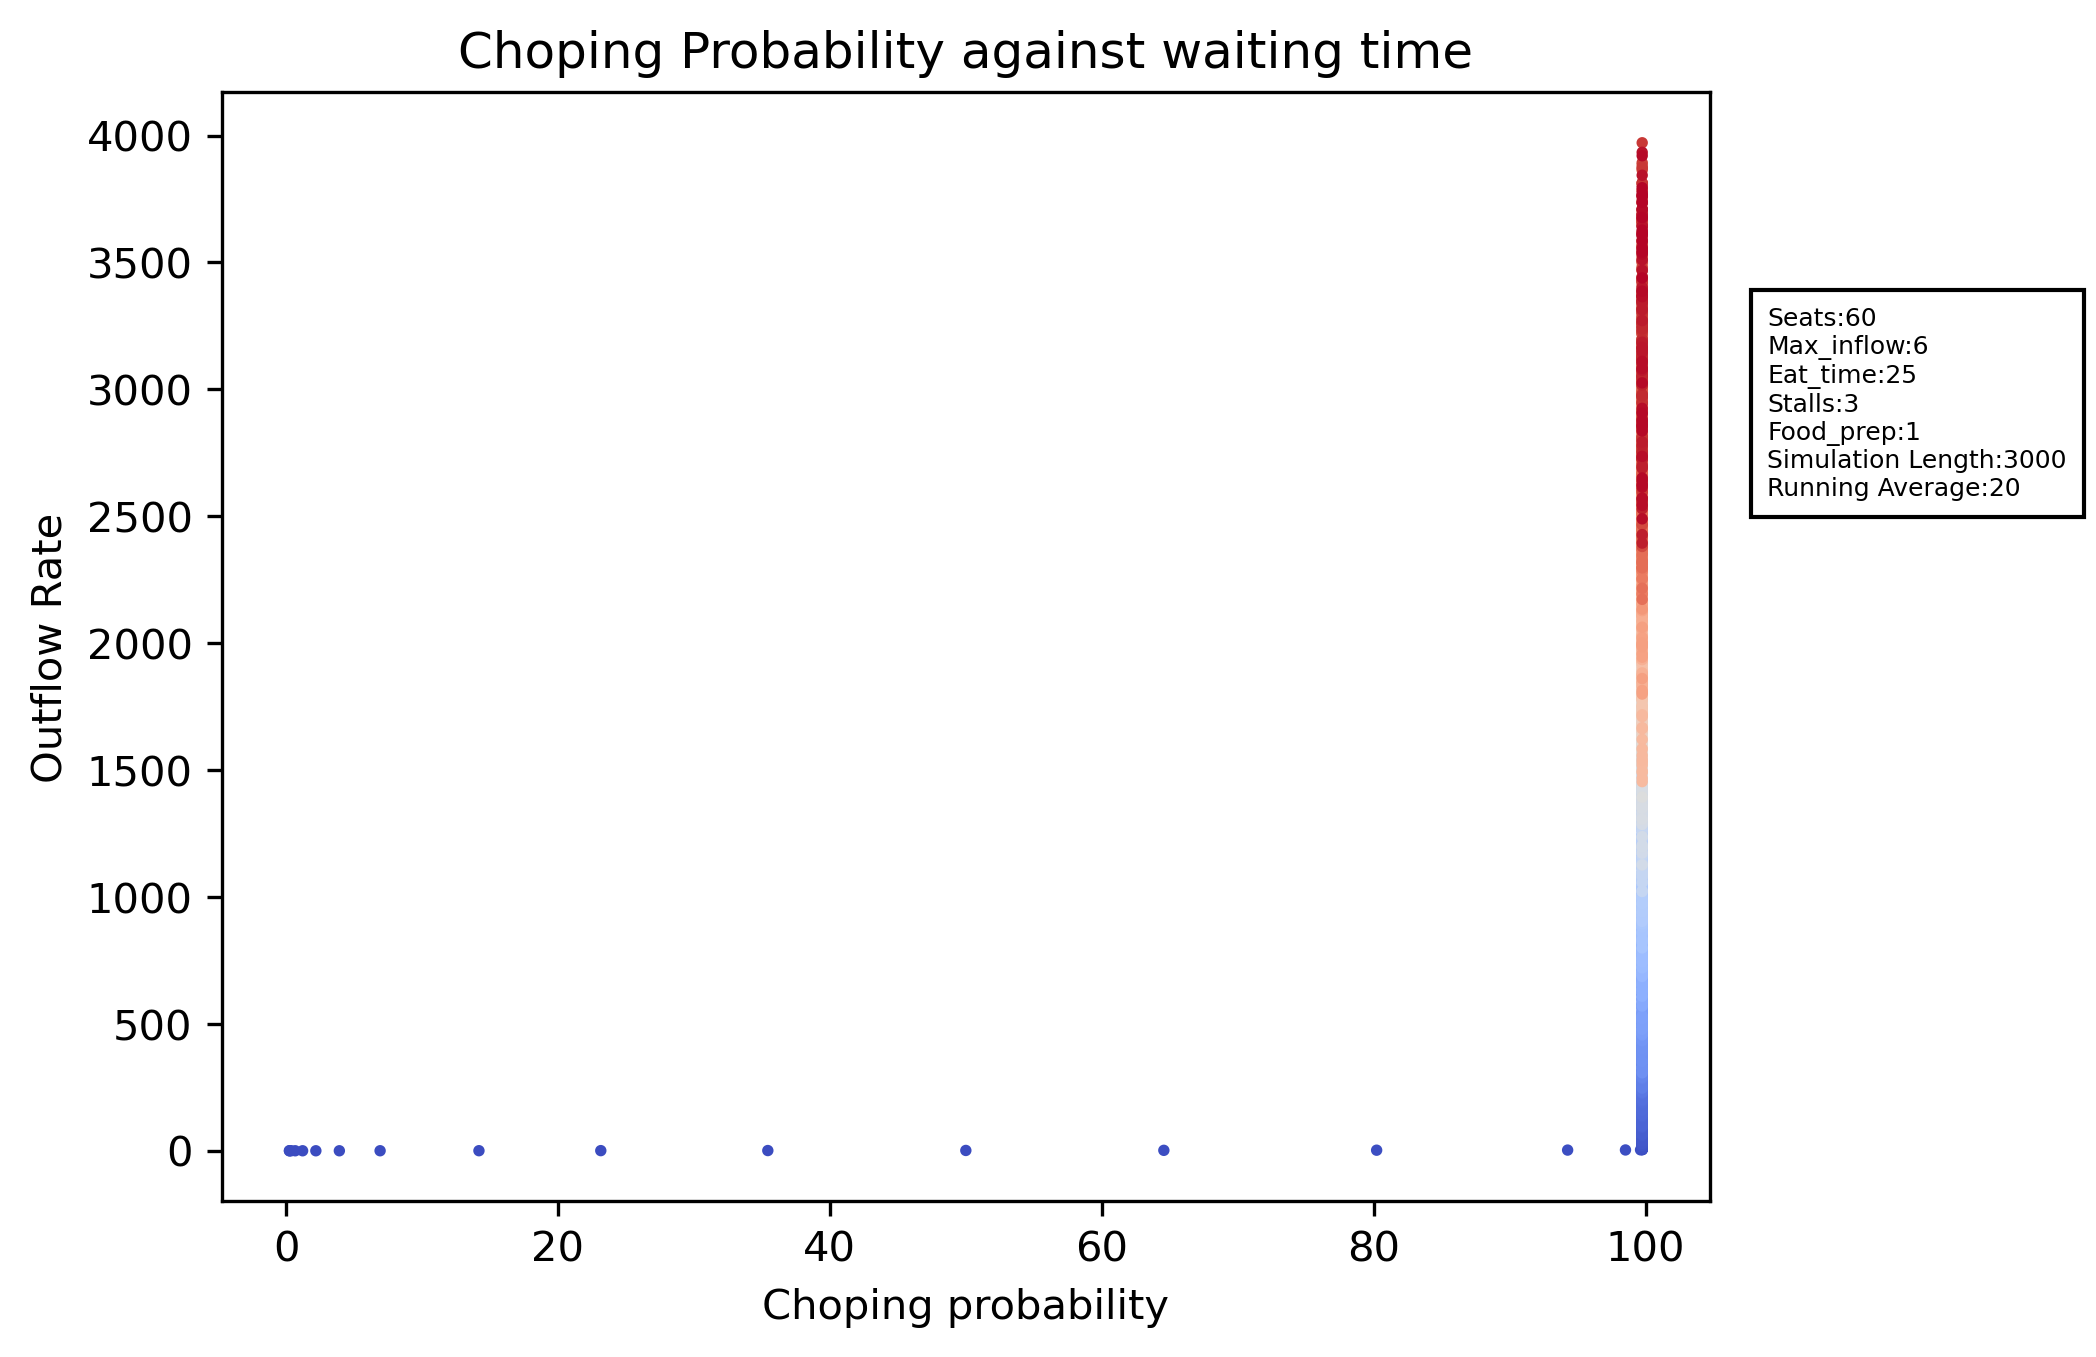 Choping Probability against waiting time
4000
3500
3000
2500
2000
1500
1000
500
0
Outflow Rate
0 20 40 60 80 100
Choping probability
Seats:60
Max_inflow:6
Eat_time:25
Stalls:3
Food_prep:1
Simulation Length:3000
Running Average:20